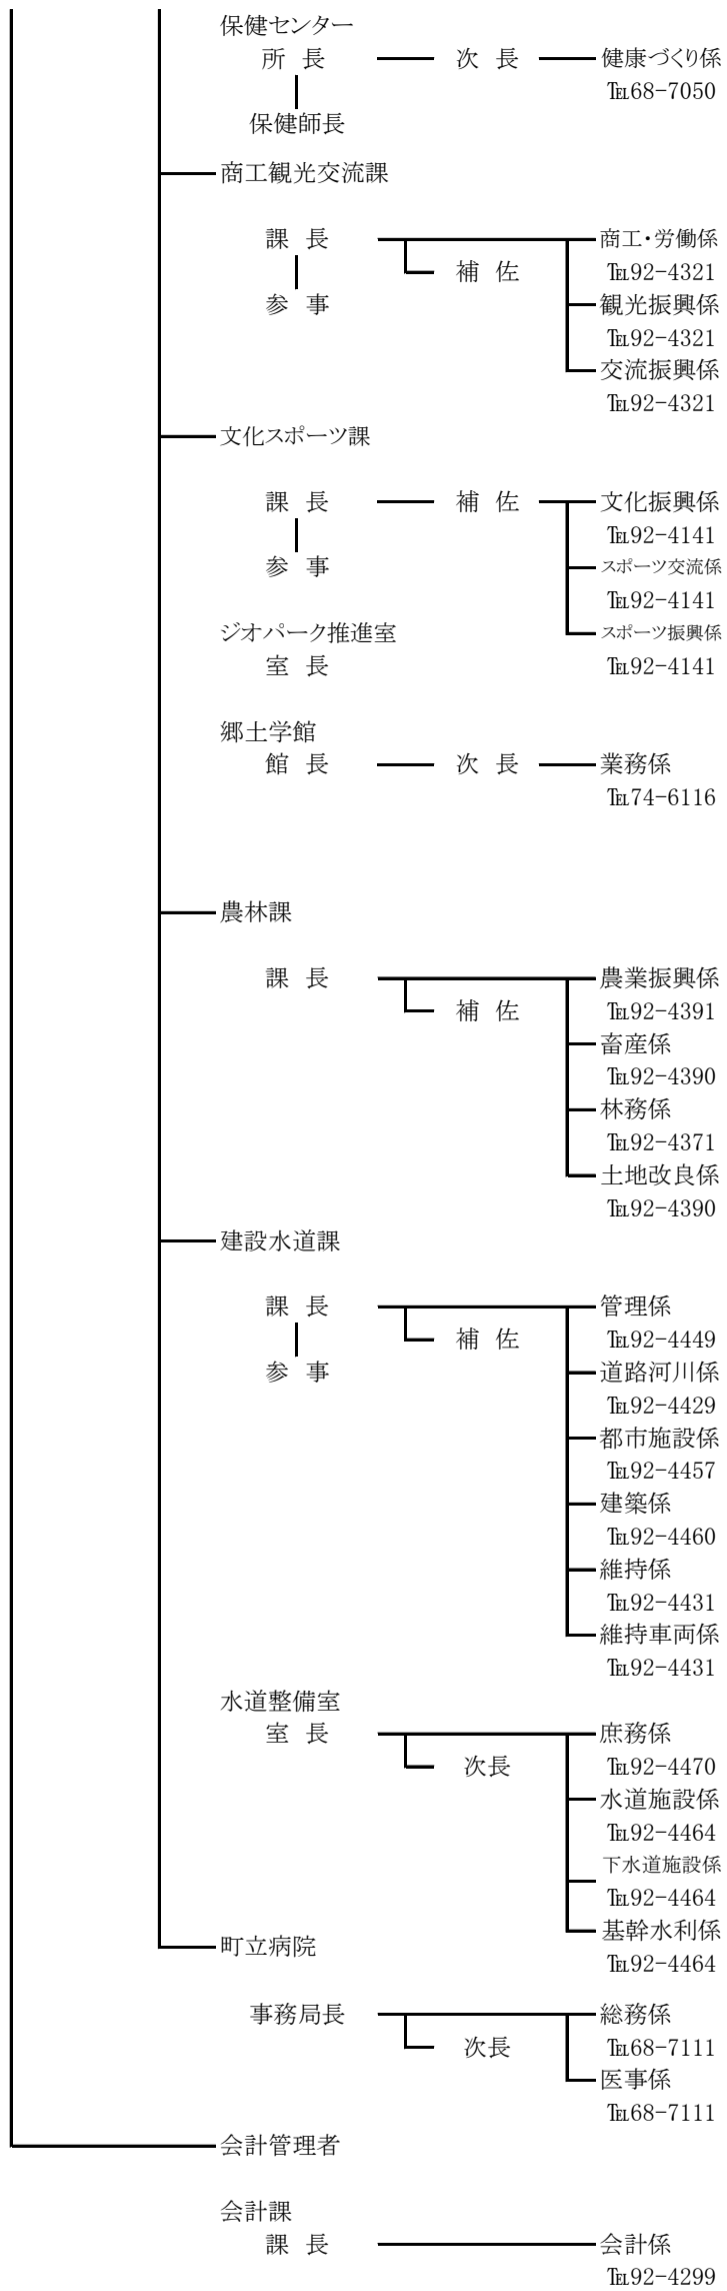 保健センター
所 長 次 長 健康づくり係
℡68-7050
保健師長
商工観光交流課
課 長 商工・労働係
補 佐 ℡92-4321
参 事 観光振興係
℡92-4321
交流振興係
℡92-4321
文化スポーツ課
課 長 補 佐 文化振興係
℡92-4141
参 事 スポーツ交流係
℡92-4141
ジオパーク推進室 スポーツ振興係
室 長 ℡92-4141
郷土学館
館 長 次 長 業務係
℡74-6116
農林課
課 長 農業振興係
補 佐 ℡92-4391
畜産係
℡92-4390
林務係
℡92-4371
土地改良係
℡92-4390
建設水道課
課 長 管理係
補 佐 ℡92-4449
参 事 道路河川係
℡92-4429
都市施設係
℡92-4457
建築係
℡92-4460
維持係
℡92-4431
維持車両係
℡92-4431
水道整備室
室 長 庶務係
次長 ℡92-4470
水道施設係
℡92-4464
下水道施設係
℡92-4464
町立病院 基幹水利係
℡92-4464
事務局長 総務係
次長 ℡68-7111
医事係
℡68-7111
会計管理者
会計課
課 長 会計係
℡92-4299